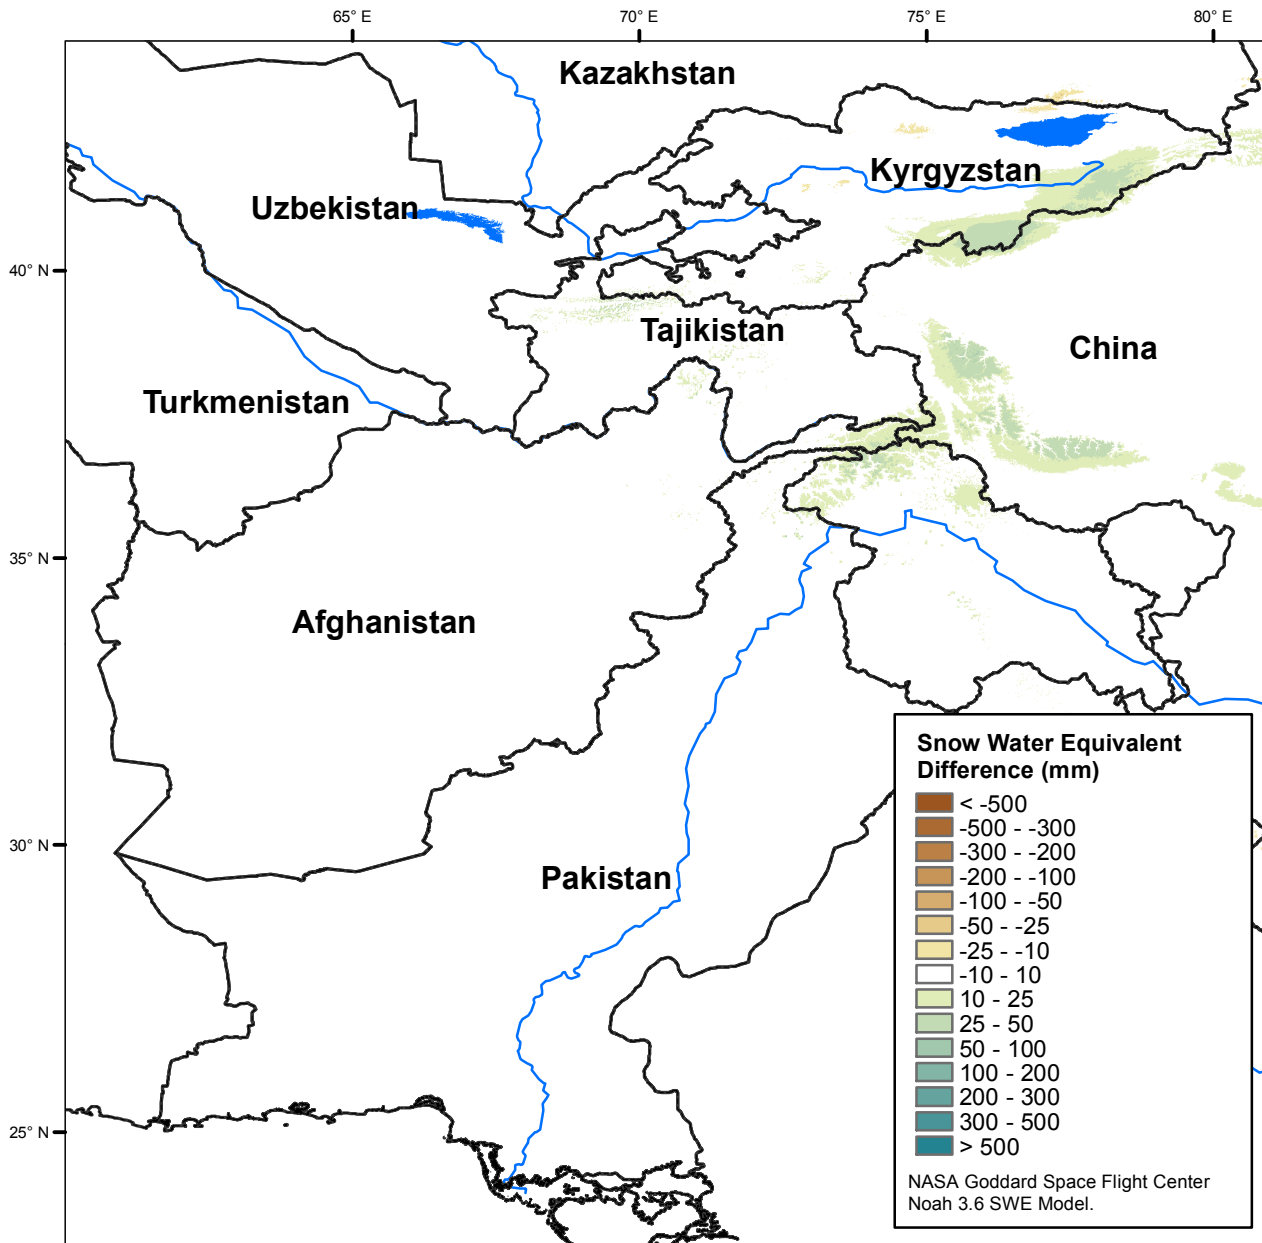 65° E
70° E
75° E
80° E
Kazakhstan
Kyrgyzstan
Uzbekistan
40° N
Tajikistan
China
Turkmenistan
35° N
Afghanistan
30° N
Pakistan
25° N
Snow Water Equivalent
Difference (mm)
< -500
-500 - -300
-300 - -200
-200 - -100
-100 - -50
-50 - -25
-25 - -10
-10 - 10
10 - 25
25 - 50
50 - 100
100 - 200
200 - 300
300 - 500
> 500
NASA Goddard Space Flight Center
Noah 3.6 SWE Model.